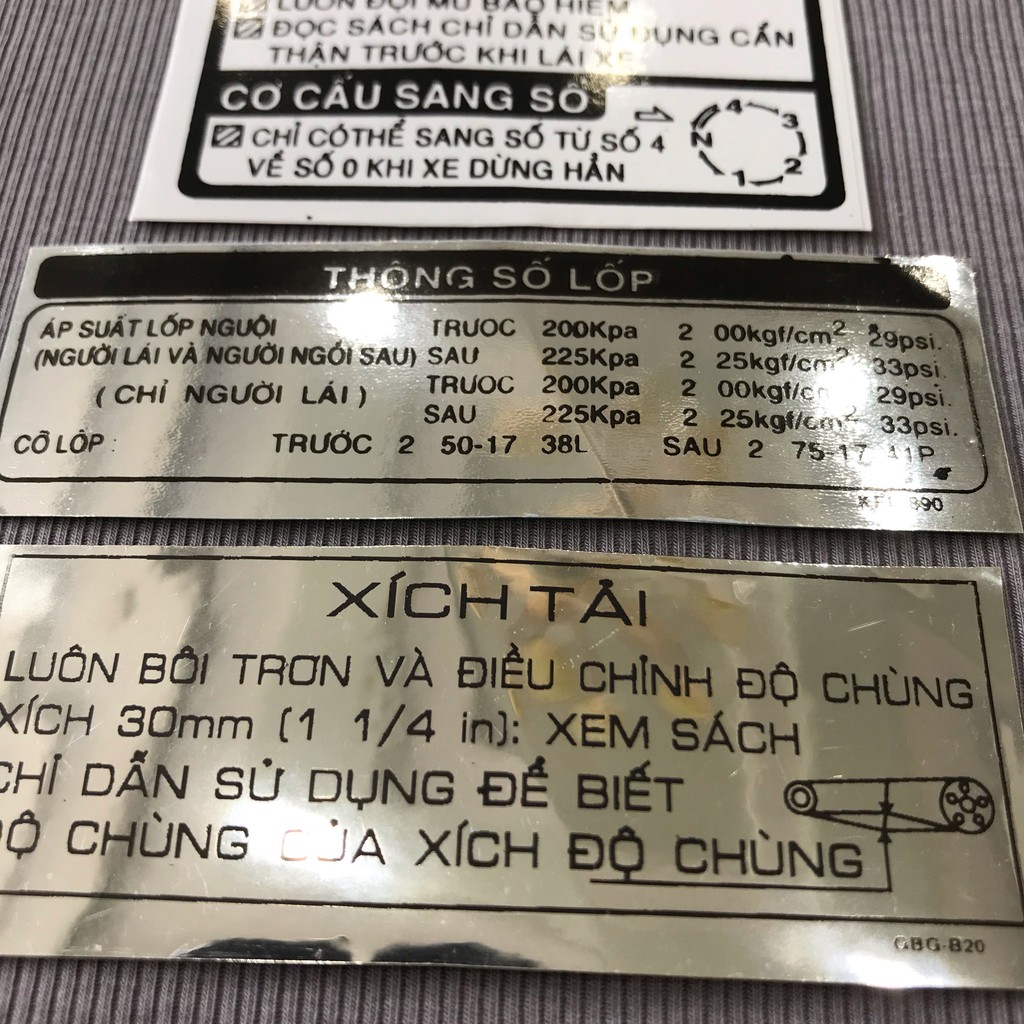 LUÔN ĐỘI MŨ BẢO HIỂM
ĐỌC SÁCH CHỈ DẪN SỬ DỤNG CẨN
THẬN TRƯỚC KHI LÁI XE
CƠ CẤU SANG SỐ
CHỈ CÓTHỂ SANG SỐ TỪ SỐ 4
VỀ SỐ 0 KHI XE DỪNG HẲN
N 4 3 2 1
THÔNG SỐ LỐP
ÁP SUẤT LỐP NGUỘI TRƯOC 200Kpa 2 00kgf/cm² 29psi.
(NGƯỜI LÁI VÀ NGƯỜI NGỒI SAU) SAU 225Kpa 2 25kgf/cm² 33psi.
( CHỈ NGƯỜI LÁI ) TRƯOC 200Kpa 2 00kgf/cm² 29psi.
SAU 225Kpa 2 25kgf/cm² 33psi.
CỠ LỐP : TRƯỚC 2 50-17 38L SAU 2 75-17 41P
XÍCH TẢI
LUÔN BÔI TRƠN VÀ ĐIỀU CHỈNH ĐỘ CHÙNG
XÍCH 30mm (1 1/4 in): XEM SÁCH
CHỈ DẪN SỬ DỤNG ĐỂ BIẾT
ĐỘ CHÙNG CỦA XÍCH ĐỘ CHÙNG
GBG-B20